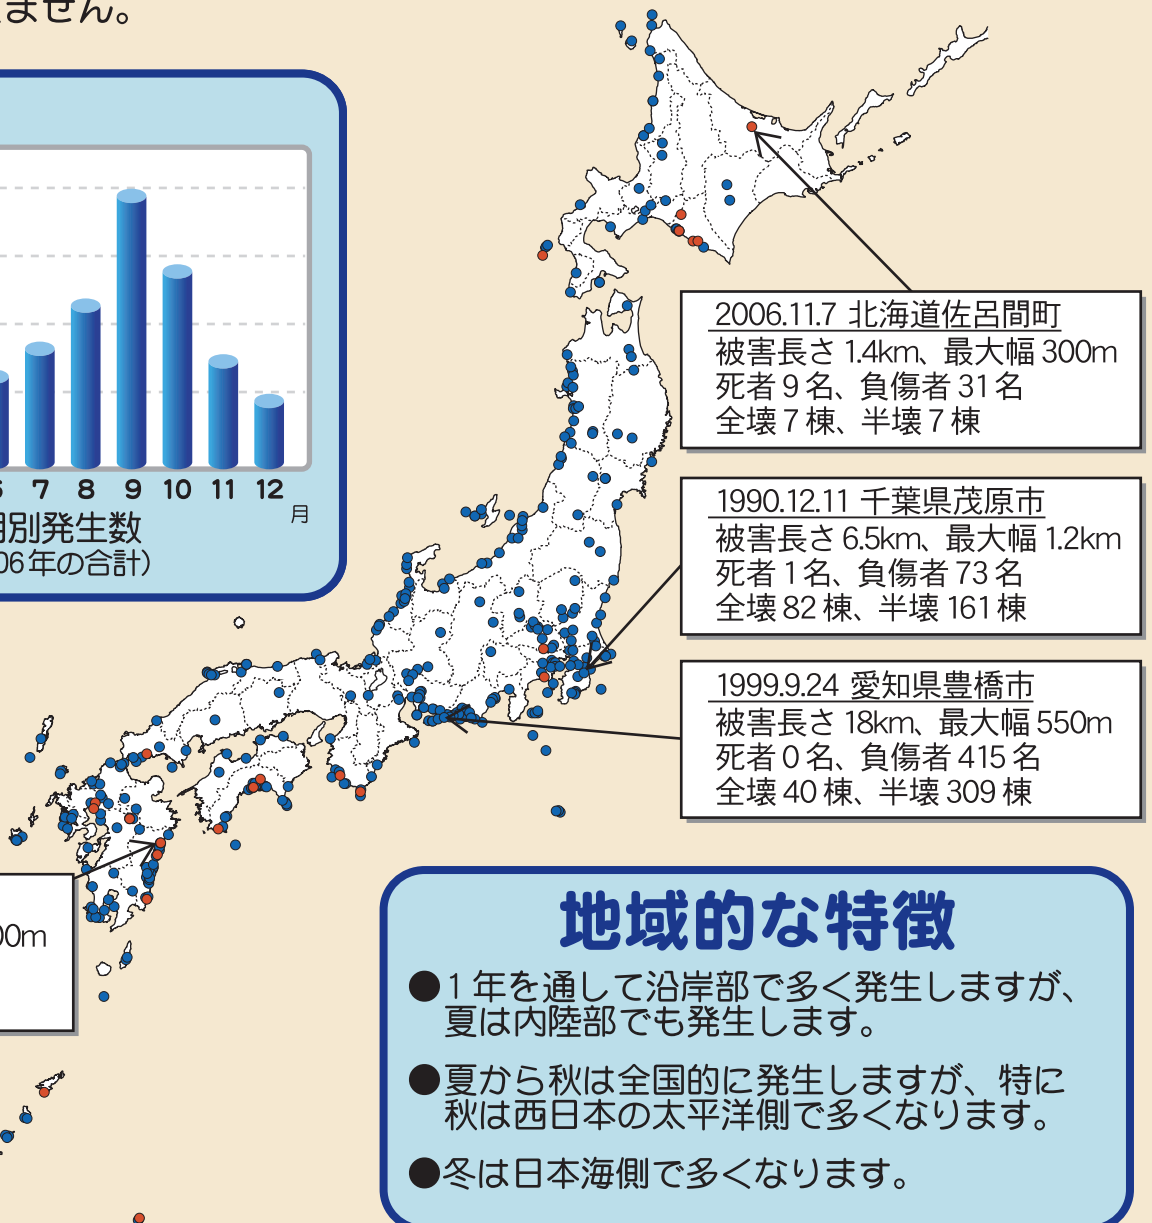 ません。
7 8 9 10 11 12
月
別発生数
06年の合計）
2006.11.7 北海道佐呂間町
被害長さ 1.4km、最大幅 300m
死者 9 名、負傷者 31 名
全壊 7 棟、半壊 7 棟
1990.12.11 千葉県茂原市
被害長さ 6.5km、最大幅 1.2km
死者 1 名、負傷者 73 名
全壊 82 棟、半壊 161 棟
1999.9.24 愛知県豊橋市
被害長さ 18km、最大幅 550m
死者 0 名、負傷者 415 名
全壊 40 棟、半壊 309 棟
00m
地域的な特徴
●１年を通して沿岸部で多く発生しますが、
夏は内陸部でも発生します。
●夏から秋は全国的に発生しますが、特に
秋は西日本の太平洋側で多くなります。
●冬は日本海側で多くなります。